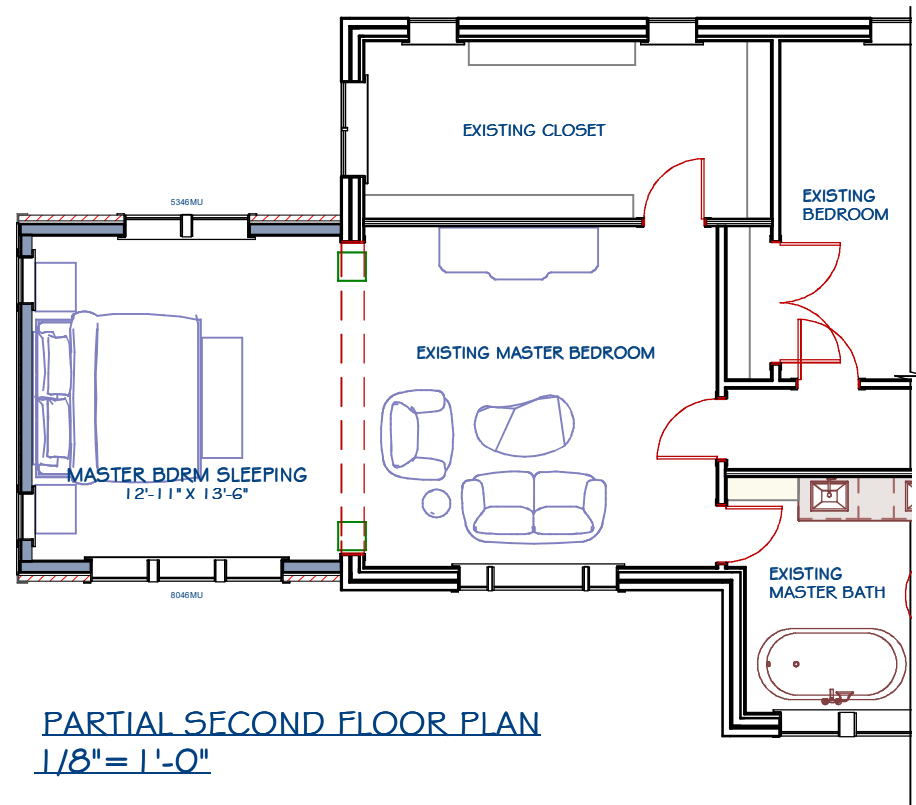 EXISTING CLOSET
EXISTING
BEDROOM
5346MU
EXISTING MASTER BEDROOM
MASTER BDRM SLEEPING
12'-11" X 13'-6"
EXISTING
MASTER BATH
8046MU
PARTIAL SECOND FLOOR PLAN
1/8"= 1'-0"